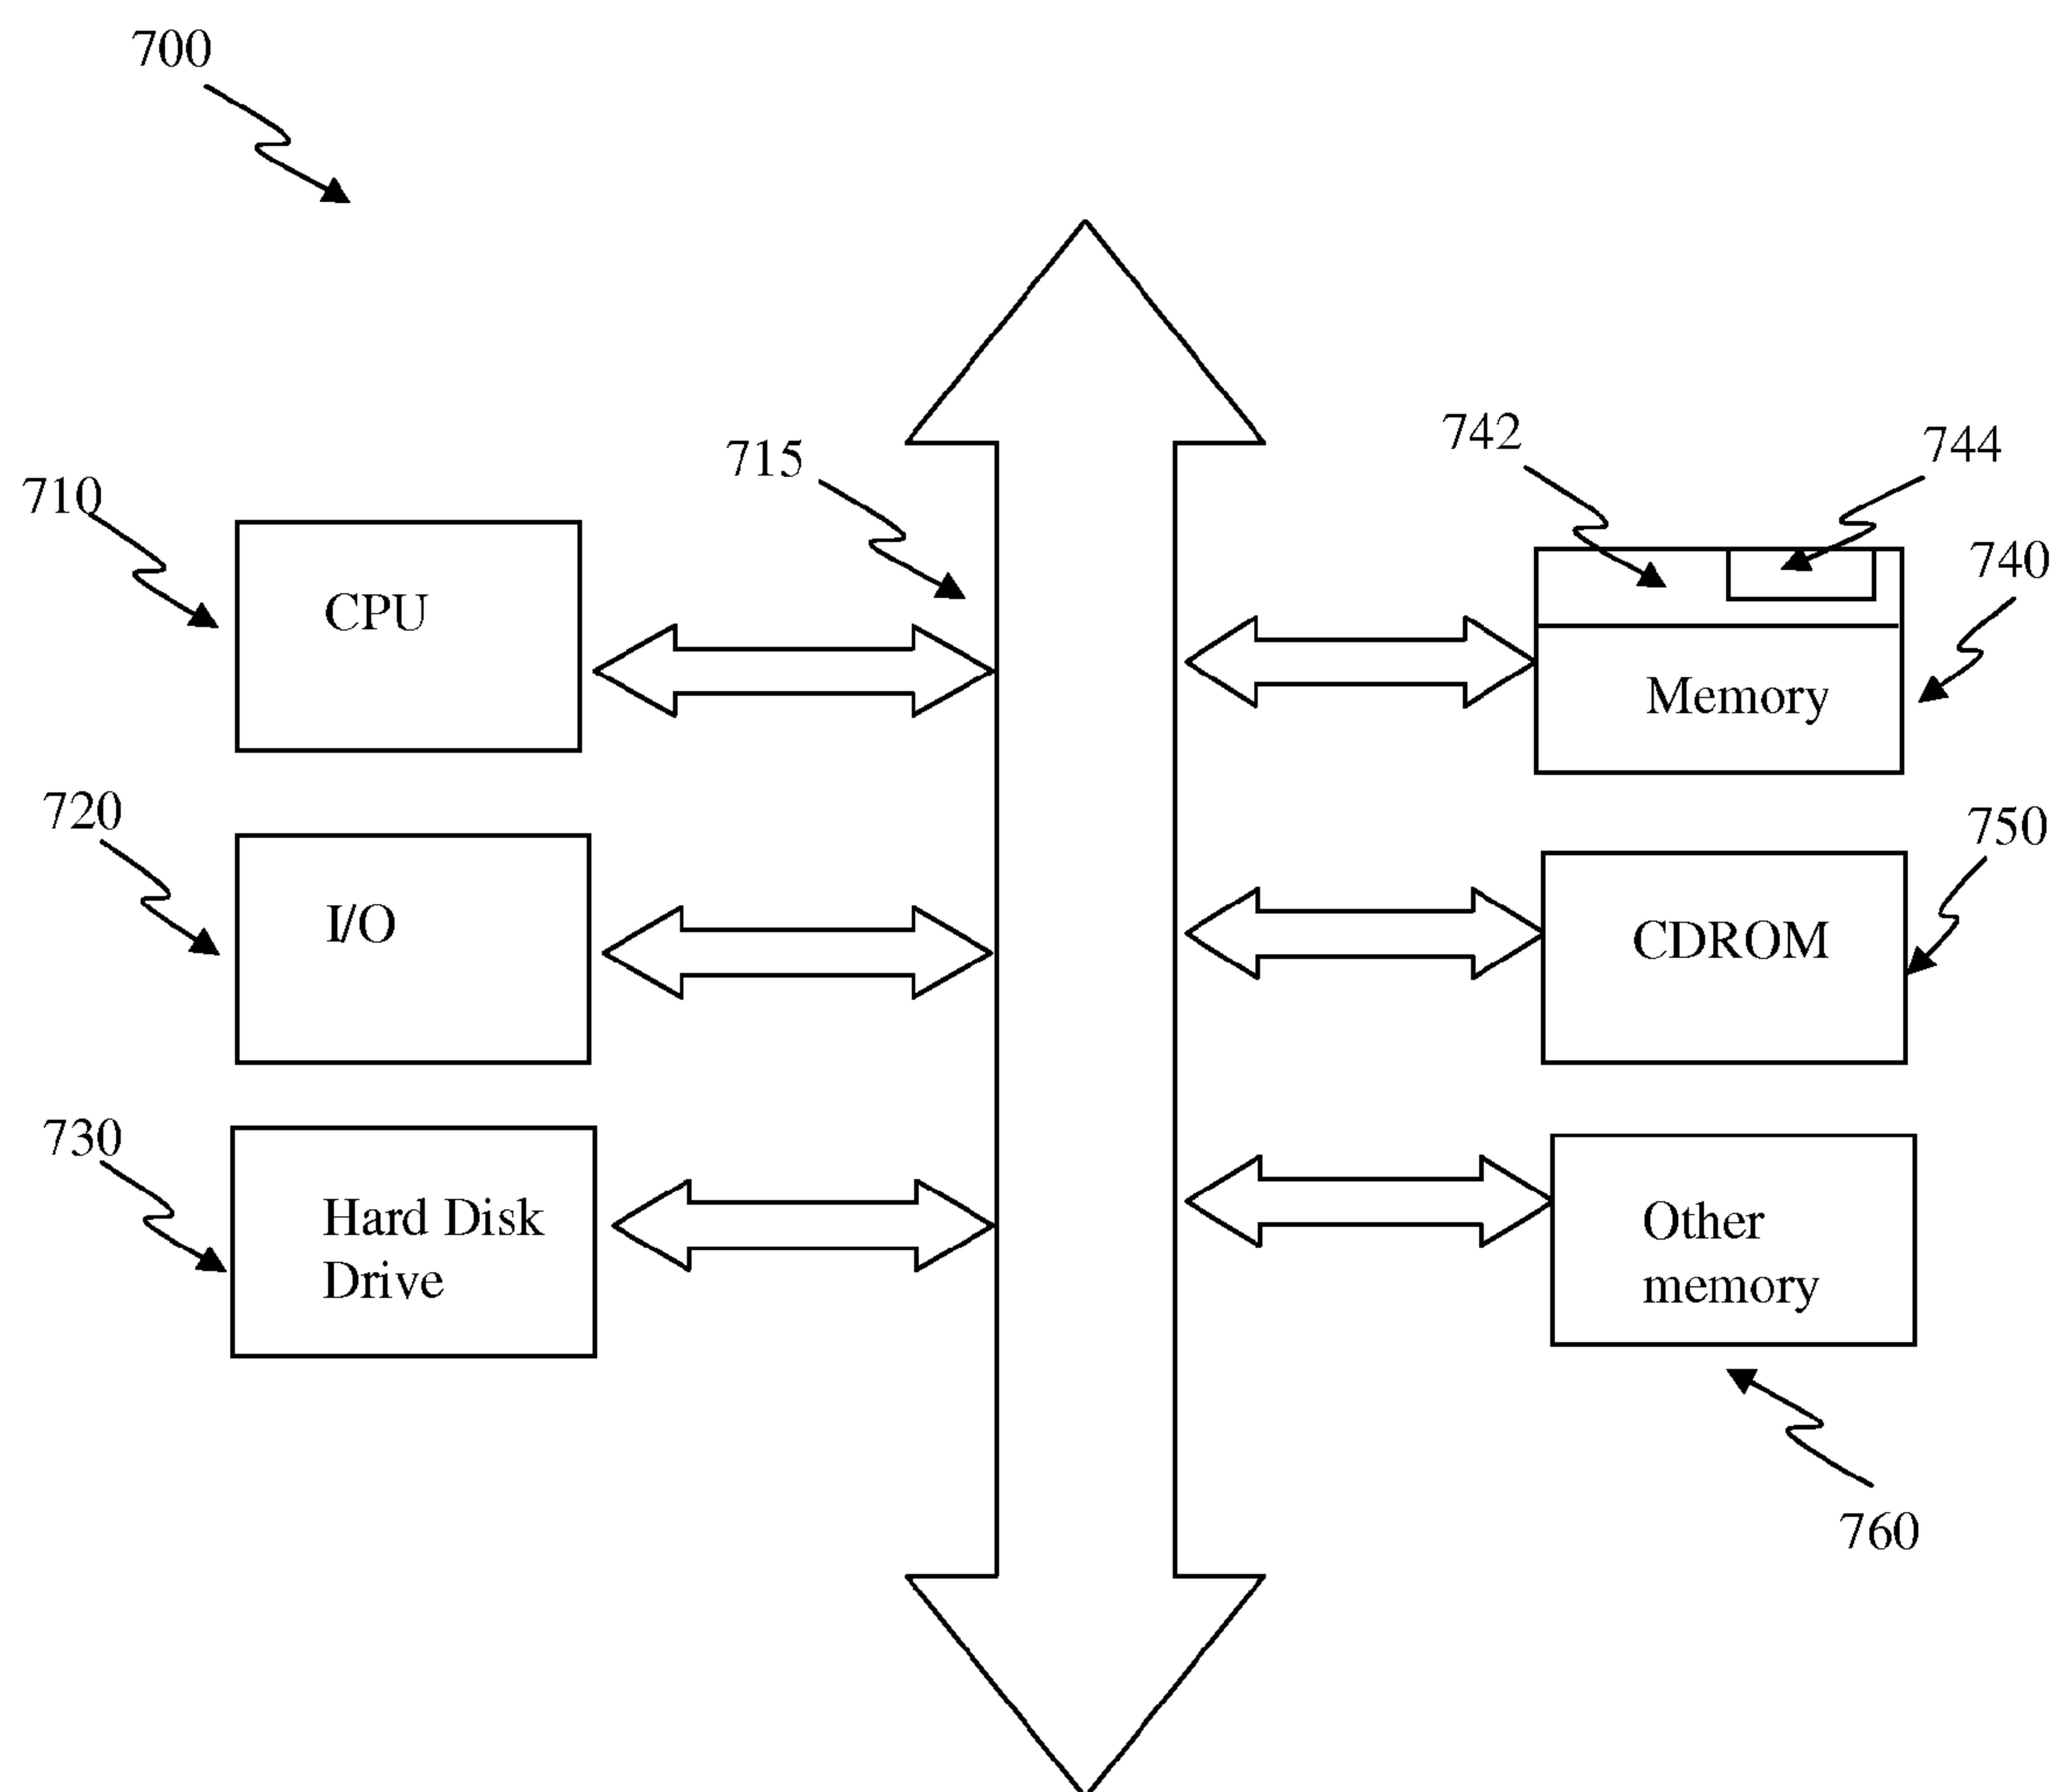 700
742
744
715
710
740
CPU
Memory
720
750
I/O
CDROM
730
Hard Disk
Drive
Other
memory
760